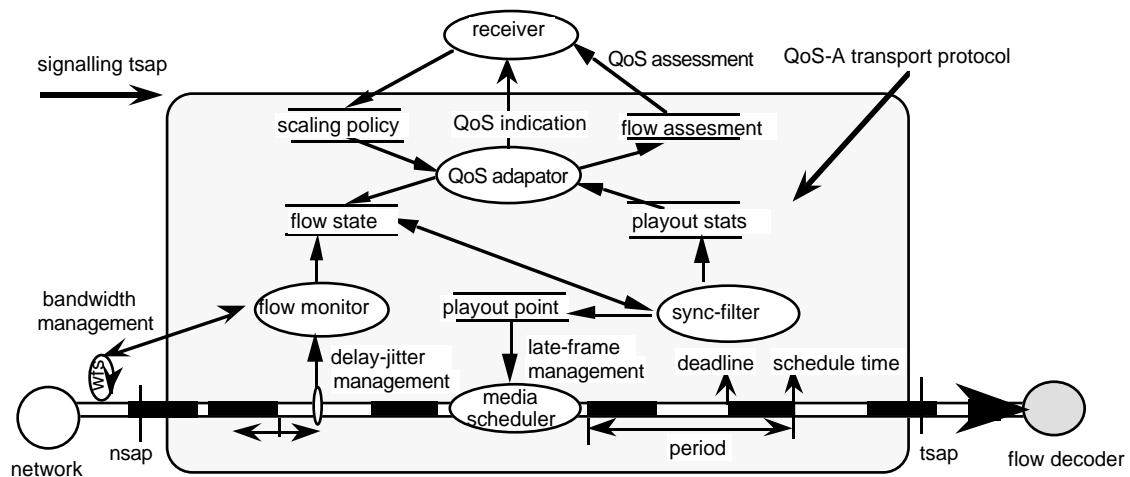 receiver
signalling tsap
QoS assessment
QoS-A transport protocol
scaling policy
QoS indication
flow assesment
QoS adapator
flow state
playout stats
bandwidth
management
flow monitor
playout point
sync-filter
delay-jitter
management
late-frame
management
deadline
schedule time
wfs
media
scheduler
network
nsap
period
tsap
flow decoder